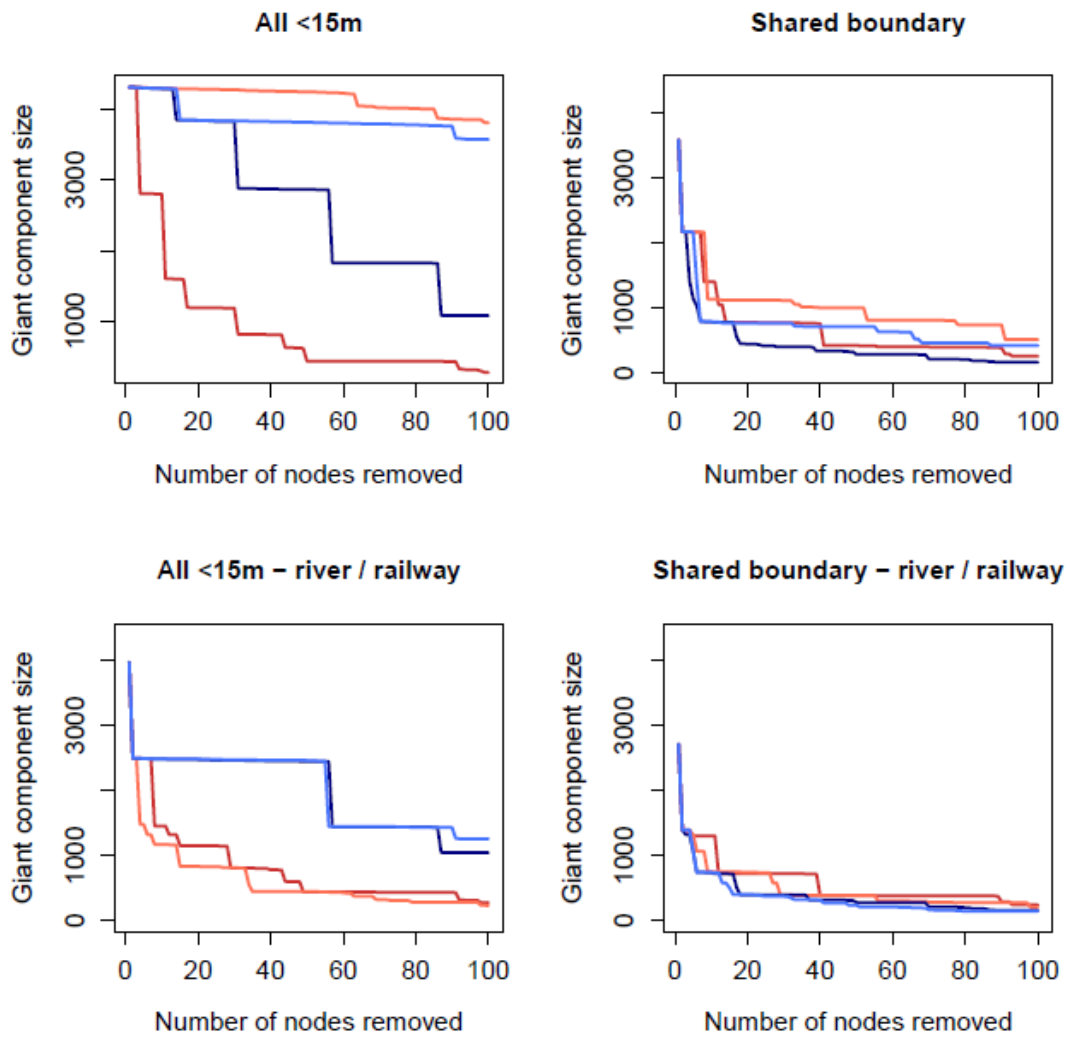 All <15m
Giant component size
1000 3000
0 20 40 60 80 100
Number of nodes removed
Shared boundary
Giant component size
0 1000 3000
0 20 40 60 80 100
Number of nodes removed
All <15m − river / railway
Giant component size
0 1000 3000
0 20 40 60 80 100
Number of nodes removed
Shared boundary − river / railway
Giant component size
0 1000 3000
0 20 40 60 80 100
Number of nodes removed